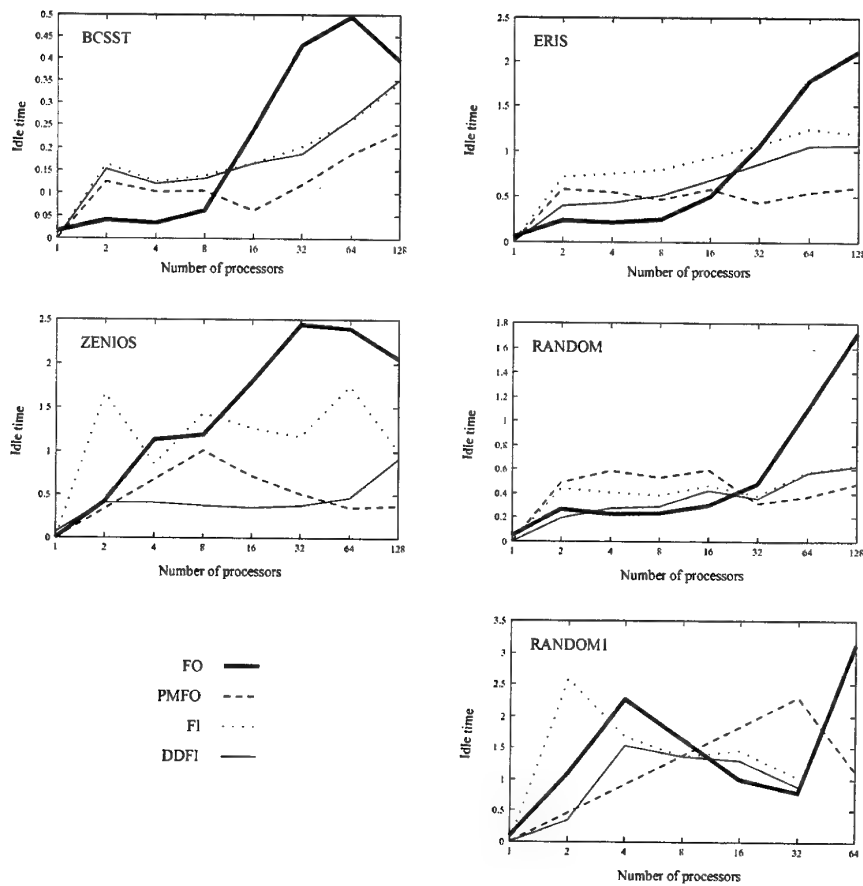 BCSST
Idle time
0.5
0.45
0.4
0.35
0.3
0.25
0.2
0.15
0.1
0.05
0
1 2 4 8 16 32 64 128
Number of processors
ERIS
Idle time
2.5
2
1.5
1
0.5
0
1 2 4 8 16 32 64 128
Number of processors
ZENIOS
Idle time
2.5
2
1.5
1
0.5
0
1 2 4 8 16 32 64 128
Number of processors
RANDOM
Idle time
1.8
1.6
1.4
1.2
1
0.8
0.6
0.4
0.2
0
1 2 4 8 16 32 64 128
Number of processors
FO
PMFO
FI
DDFI
RANDOM1
Idle time
3.5
3
2.5
2
1.5
1
0.5
0
1 2 4 8 16 32 64
Number of processors